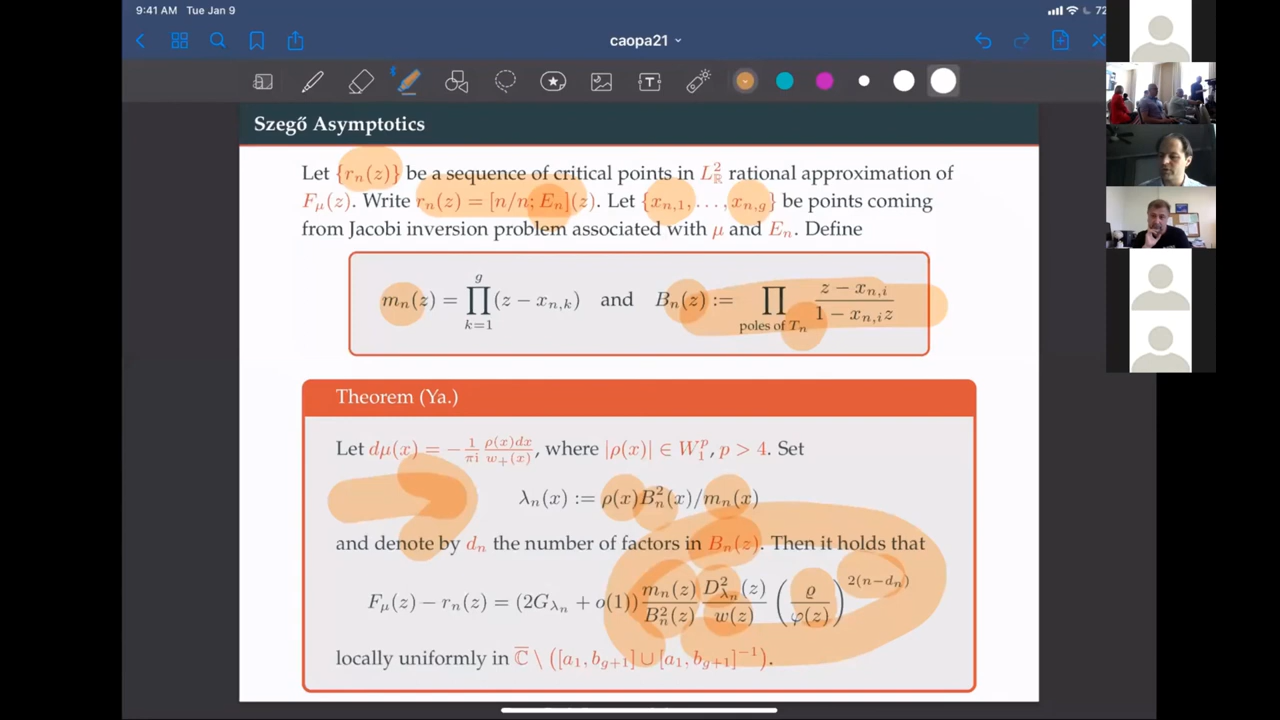 9:41 AM Tue Jan 9
72
caopa21
Szegő Asymptotics
Let {r_n(z)} be a sequence of critical points in L²_ℝ rational approximation of
F_μ(z). Write r_n(z) = [n/n; E_n](z). Let {x_{n,1}, …, x_{n,g}} be points coming
from Jacobi inversion problem associated with μ and E_n. Define
m_n(z) = ∏_{k=1}^{g} (z − x_{n,k}) and B_n(z) := ∏_{poles of T_n} (z − x_{n,i})/(1 − x_{n,i}z)
Theorem (Ya.)
Let dμ(x) = −(1/πi) ρ(x)dx/w₊(x), where |ρ(x)| ∈ W₁^p, p > 4. Set
λ_n(x) := ρ(x)B_n²(x)/m_n(x)
and denote by d_n the number of factors in B_n(z). Then it holds that
F_μ(z) − r_n(z) = (2G_{λ_n} + o(1)) m_n(z)/B_n²(z) D²_{λ_n}(z)/w(z) (ϱ/φ(z))^{2(n−d_n)}
locally uniformly in ℂ̅ \ ([a₁, b_{g+1}] ∪ [a₁, b_{g+1}]⁻¹).